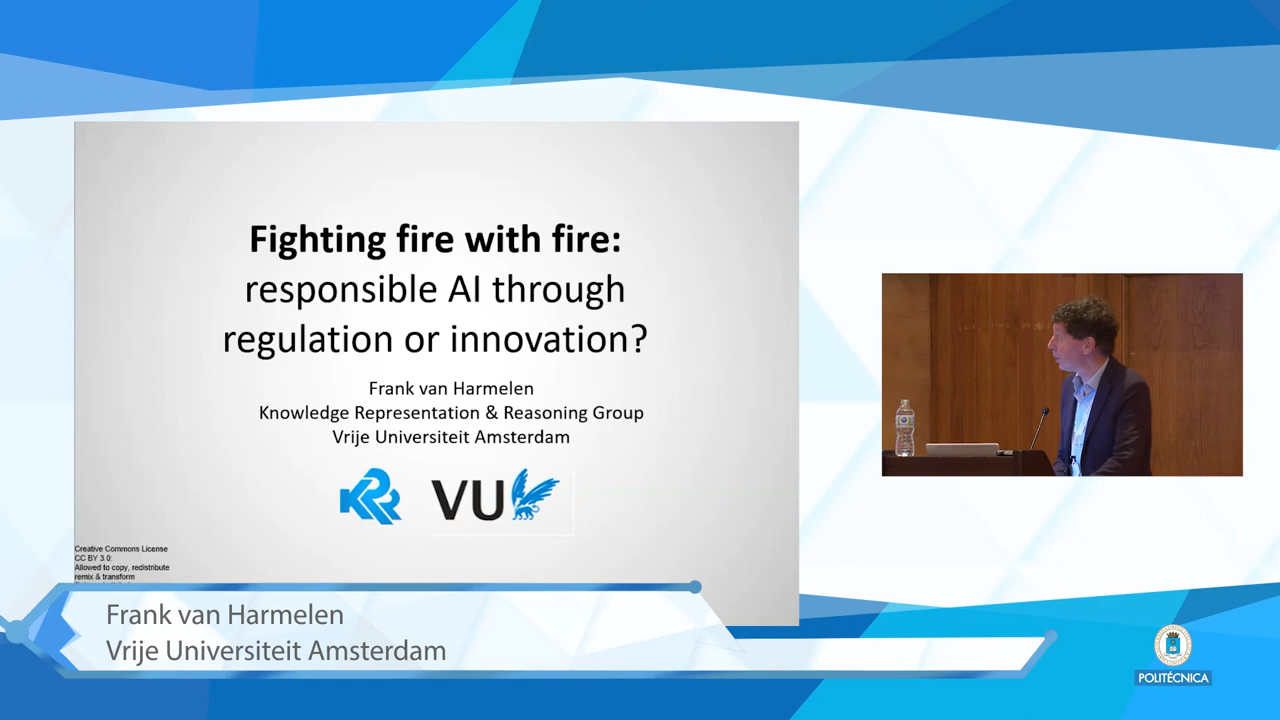 Fighting fire with fire:
responsible AI through
regulation or innovation?
Frank van Harmelen
Knowledge Representation & Reasoning Group
Vrije Universiteit Amsterdam
KRR
VU
Creative Commons License
CC BY 3.0:
Allowed to copy, redistribute
remix & transform
Frank van Harmelen
Vrije Universiteit Amsterdam
POLITÉCNICA